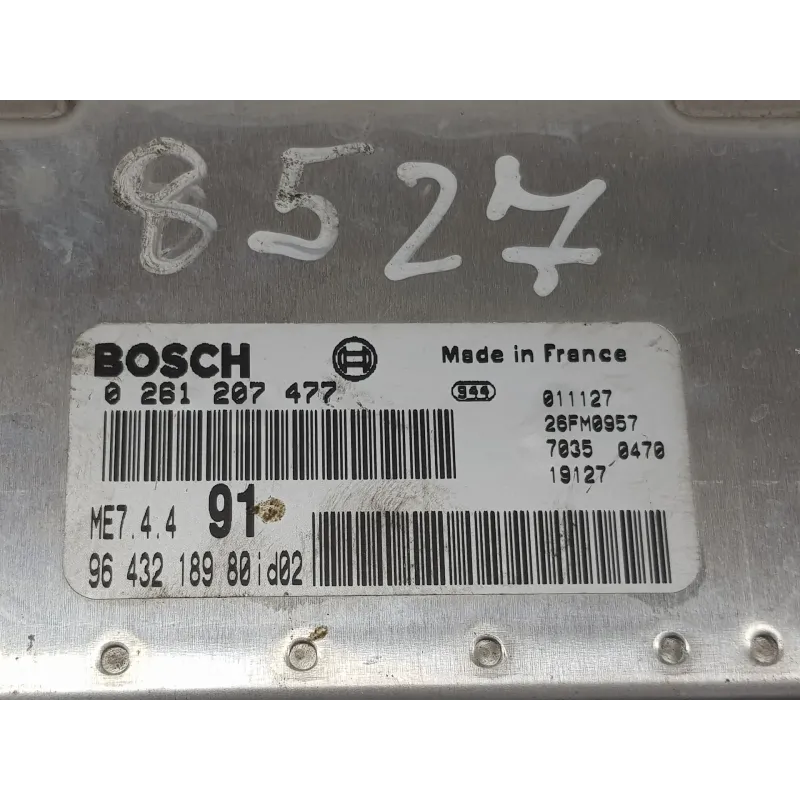 8527
BOSCH Made in France
0 261 207 477 944 011127
26FM0957
7035 0470
19127
ME7.4.4 91
96 432 189 80id02